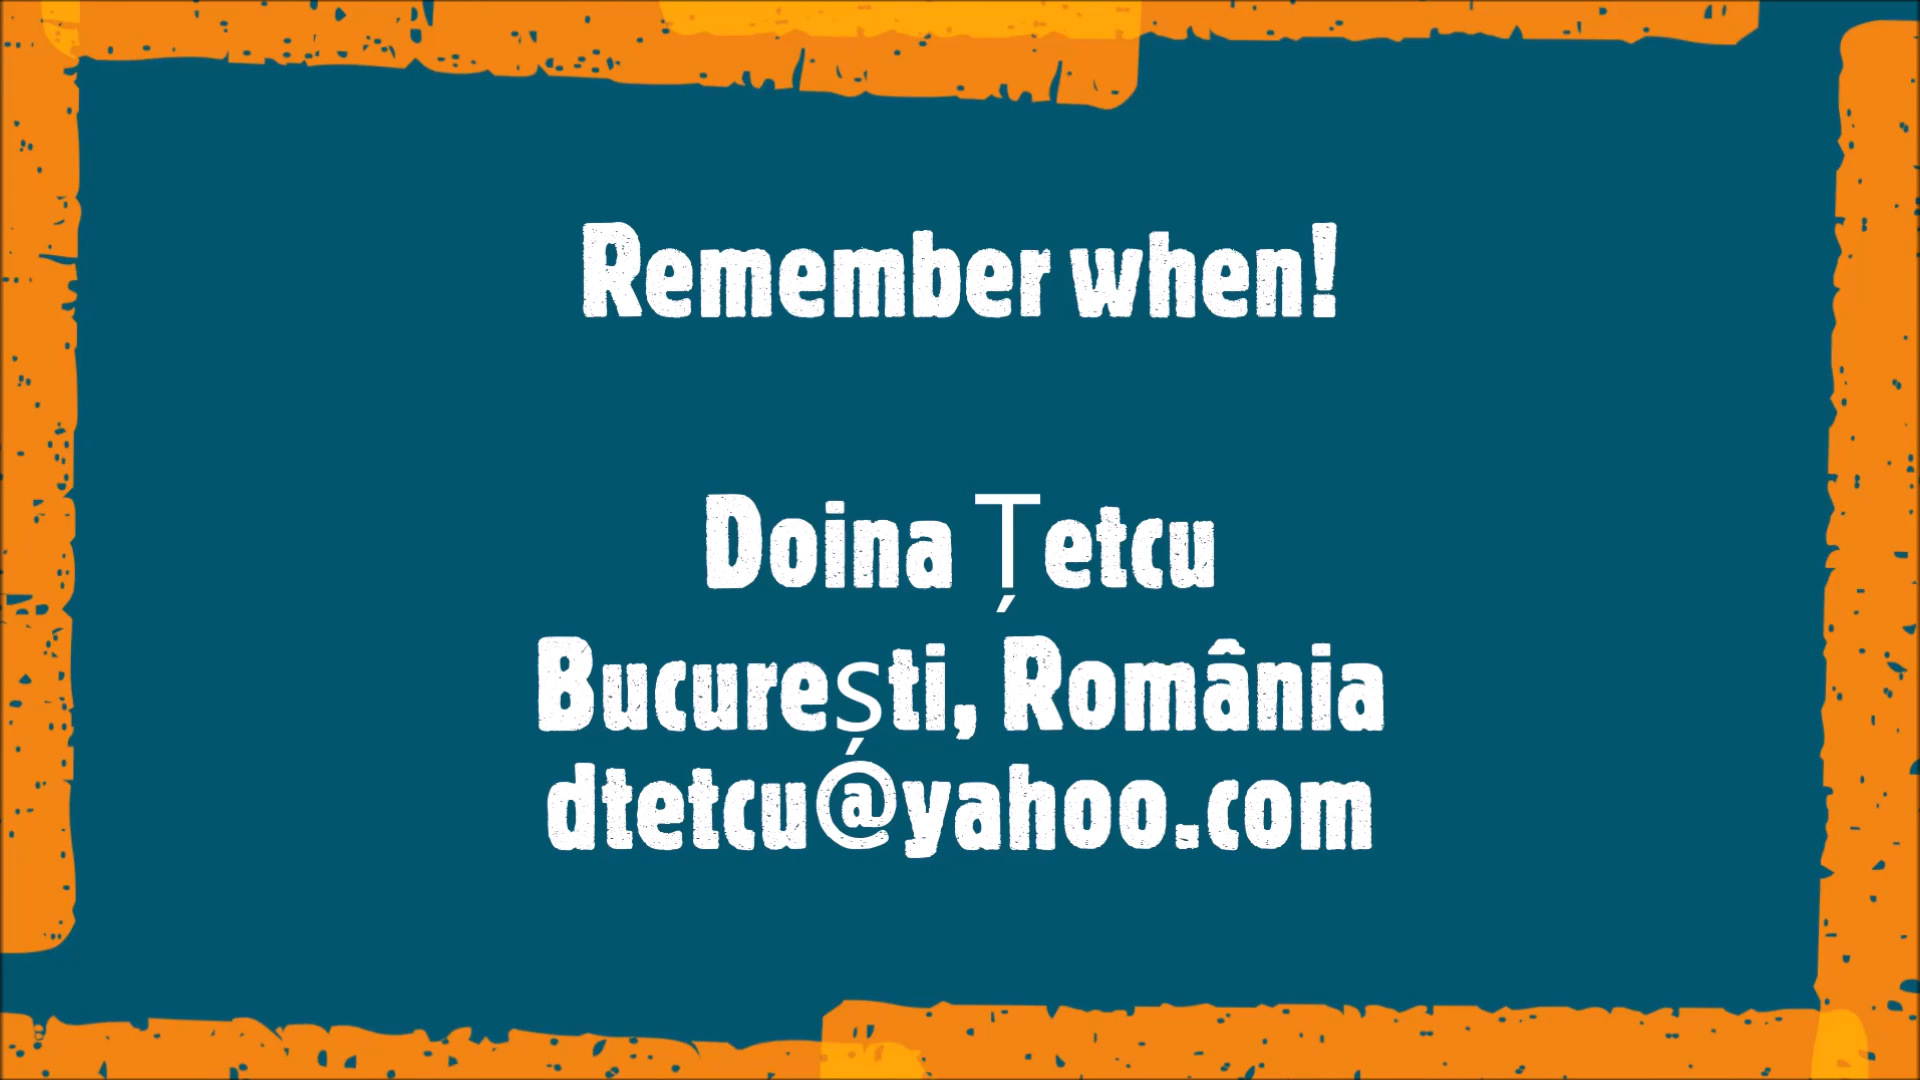 Remember when!
Doina Țetcu
București, România
dtetcu@yahoo.com